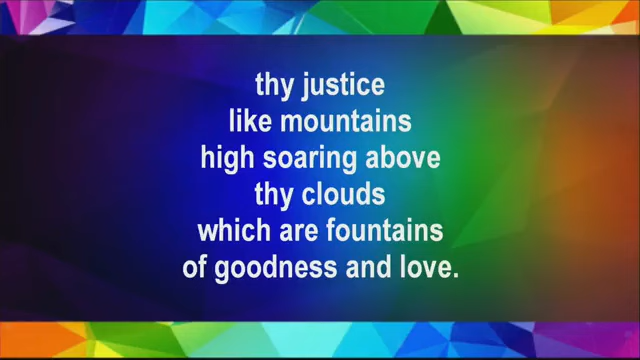 thy justice
like mountains
high soaring above
thy clouds
which are fountains
of goodness and love.